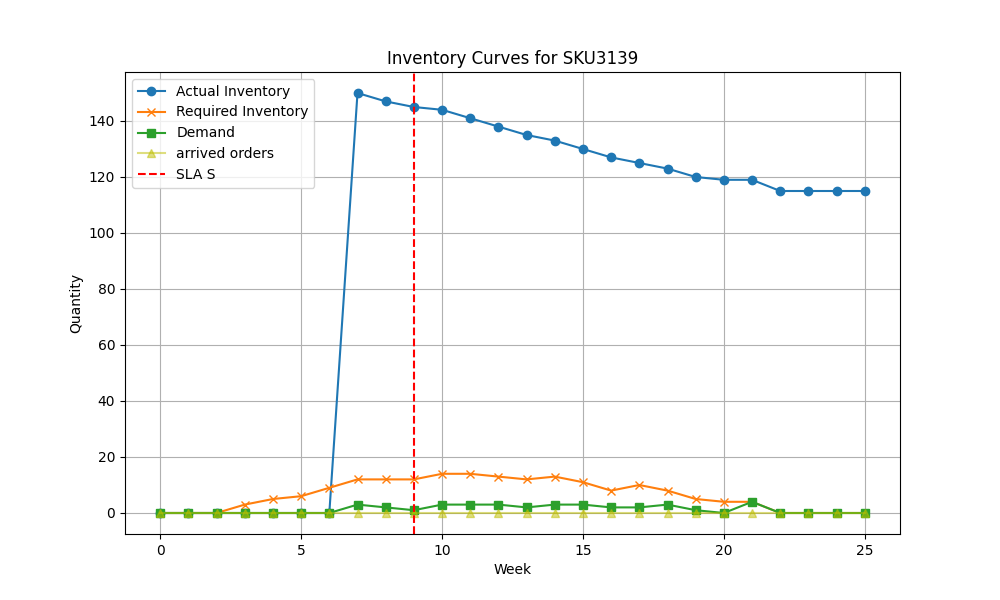 Inventory Curves for SKU3139
Actual Inventory
Required Inventory
Demand
arrived orders
SLA S
Quantity
140
120
100
80
60
40
20
0
0 5 10 15 20 25
Week